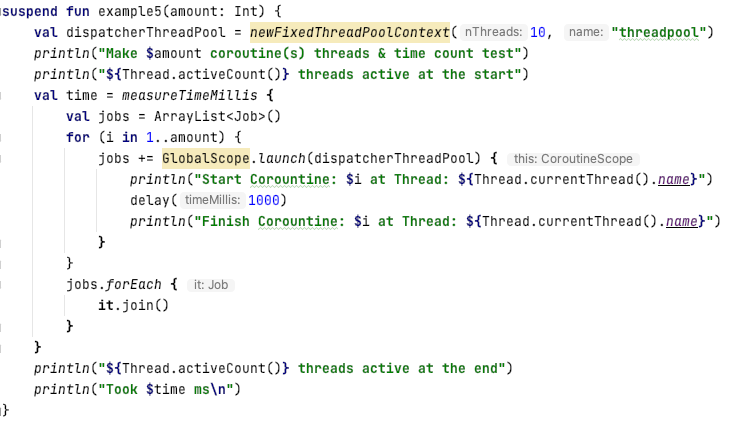 suspend fun example5(amount: Int) {
val dispatcherThreadPool = newFixedThreadPoolContext( nThreads: 10, name: "threadpool")
println("Make $amount coroutine(s) threads & time count test")
println("${Thread.activeCount()} threads active at the start")
val time = measureTimeMillis {
val jobs = ArrayList<Job>()
for (i in 1..amount) {
jobs += GlobalScope.launch(dispatcherThreadPool) { this: CoroutineScope
println("Start Corountine: $i at Thread: ${Thread.currentThread().name}")
delay( timeMillis: 1000)
println("Finish Corountine: $i at Thread: ${Thread.currentThread().name}")
}
}
jobs.forEach { it: Job
it.join()
}
}
println("${Thread.activeCount()} threads active at the end")
println("Took $time ms\n")
}